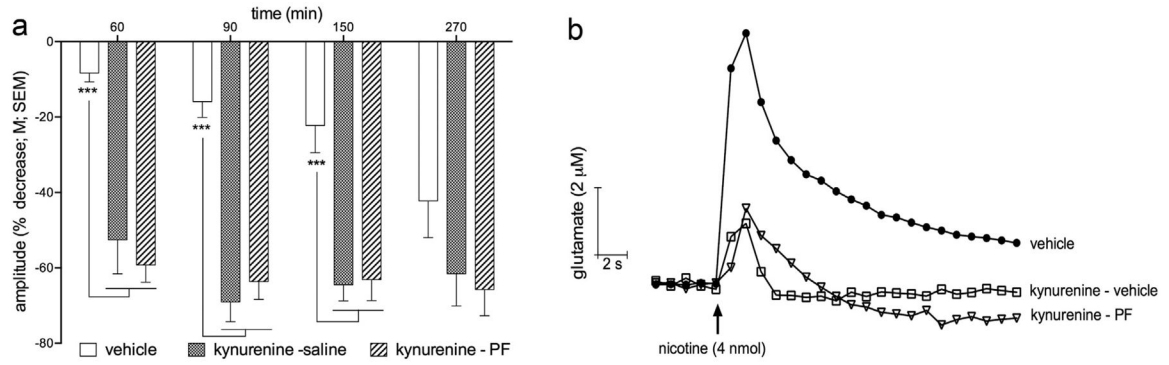 a
time (min)
60 90 150 270
amplitude (% decrease; M; SEM)
0
-20
-40
-60
-80
***
***
***
vehicle kynurenine -saline kynurenine - PF
b
glutamate (2 μM)
2 s
nicotine (4 nmol)
vehicle
kynurenine - vehicle
kynurenine - PF